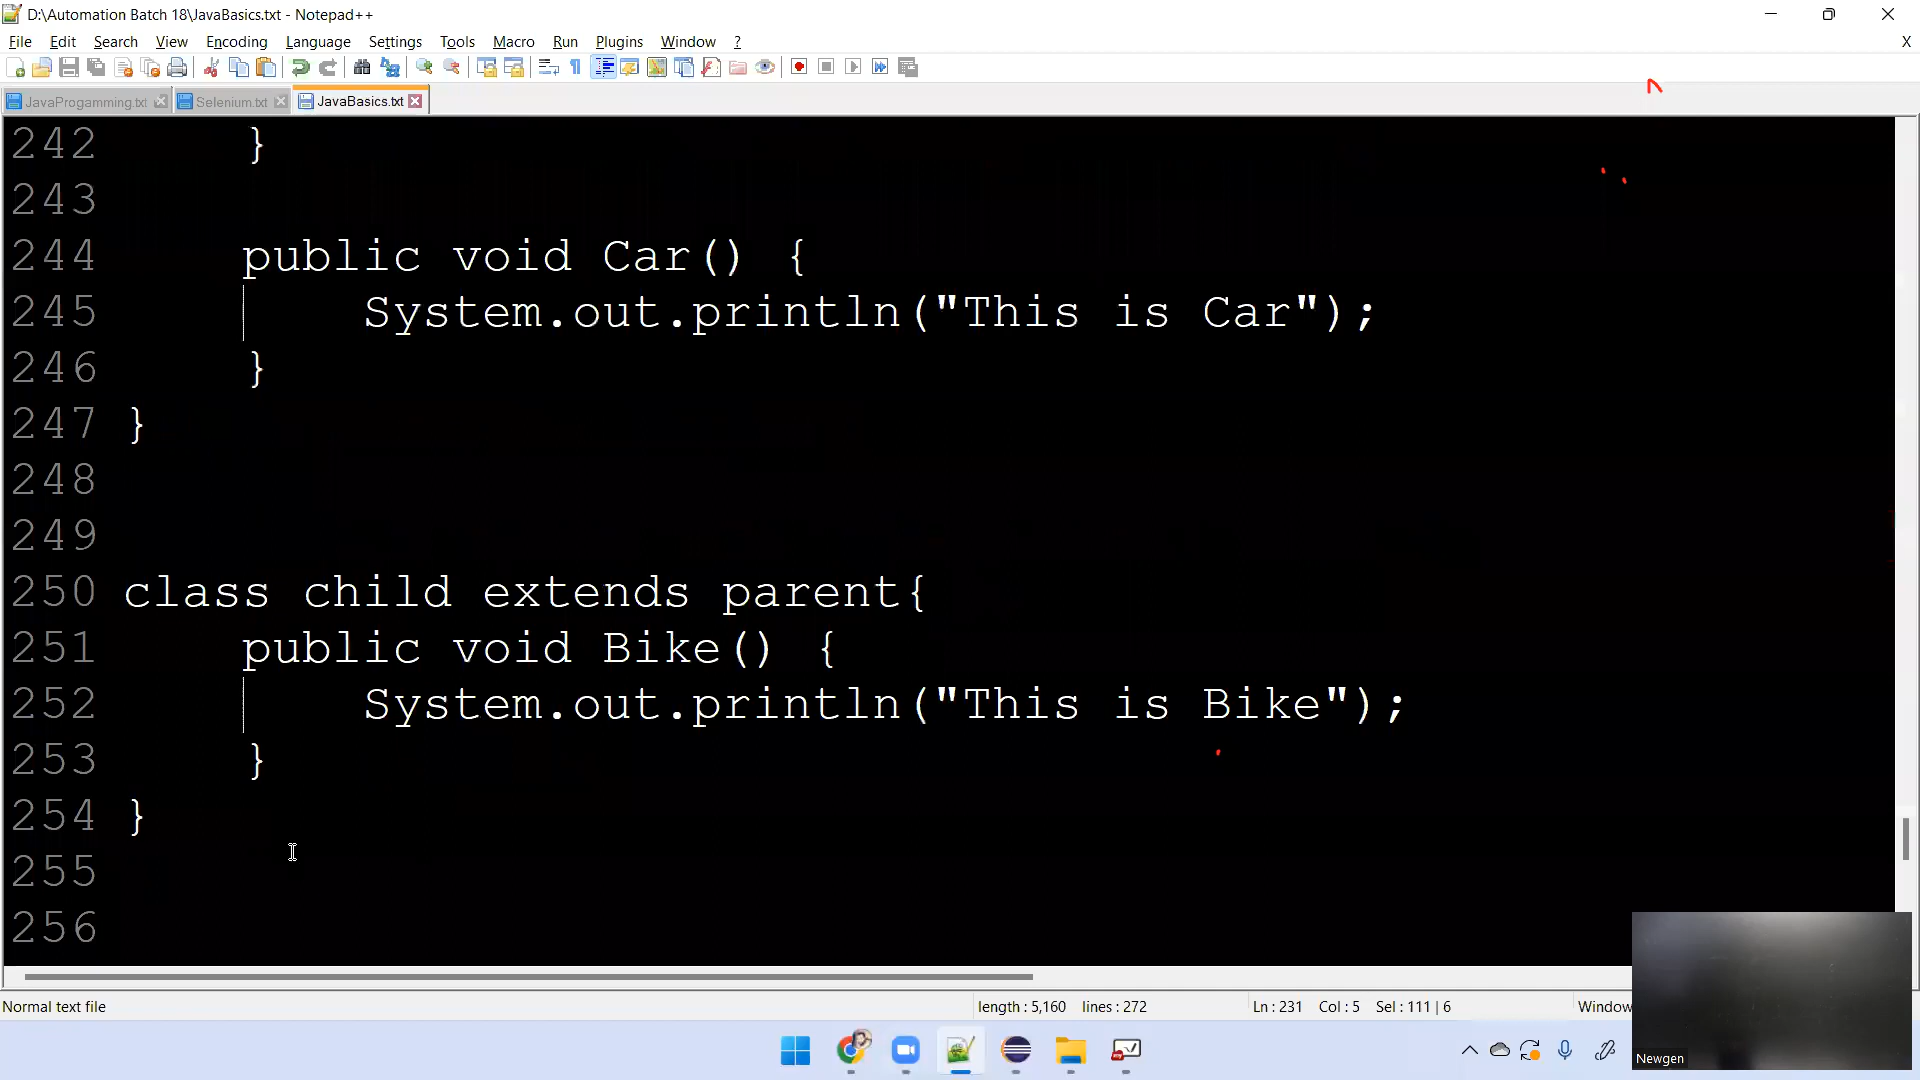 D:\Automation Batch 18\JavaBasics.txt - Notepad++
File Edit Search View Encoding Language Settings Tools Macro Run Plugins Window ? X
JavaProgamming.txt Selenium.txt JavaBasics.txt
242 }
243
244 public void Car() {
245 System.out.println("This is Car");
246 }
247 }
248
249
250 class child extends parent{
251 public void Bike() {
252 System.out.println("This is Bike");
253 }
254 }
255
256
Normal text file length : 5,160 lines : 272 Ln : 231 Col : 5 Sel : 111 | 6 Window
Newgen